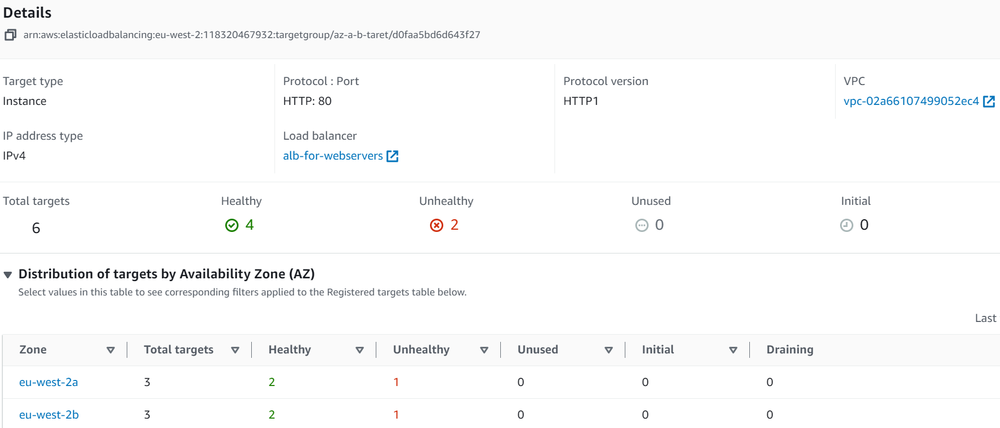 Details
arn:aws:elasticloadbalancing:eu-west-2:118320467932:targetgroup/az-a-b-taret/d0faa5bd6d643f27
Target type Protocol : Port Protocol version VPC
Instance HTTP: 80 HTTP1 vpc-02a66107499052ec4
IP address type Load balancer
IPv4 alb-for-webservers
Total targets Healthy Unhealthy Unused Initial
6 4 2 0 0
Distribution of targets by Availability Zone (AZ)
Select values in this table to see corresponding filters applied to the Registered targets table below.
Last
Zone Total targets Healthy Unhealthy Unused Initial Draining
eu-west-2a 3 2 1 0 0 0
eu-west-2b 3 2 1 0 0 0